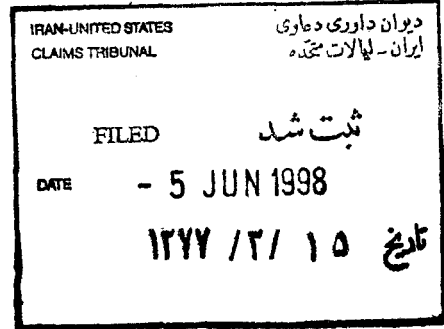 IRAN-UNITED STATES
CLAIMS TRIBUNAL
دیوان داوری دعاوی
ایران - ایالات متحده
FILED ثبت شد
DATE - 5 JUN 1998
تاریخ ۱۵ /۳/ ۱۳۷۷